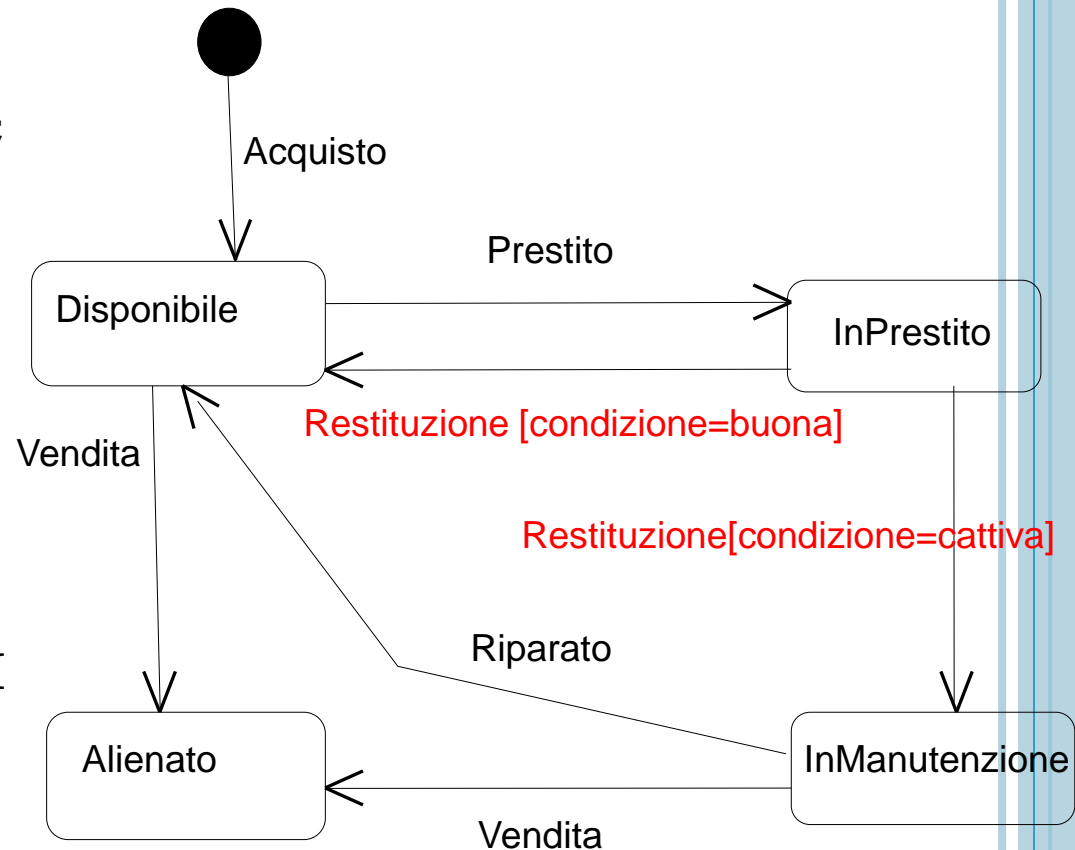 Acquisto
Prestito
Disponibile
InPrestito
Restituzione [condizione=buona]
Vendita
Restituzione[condizione=cattiva]
Riparato
Alienato
InManutenzione
Vendita